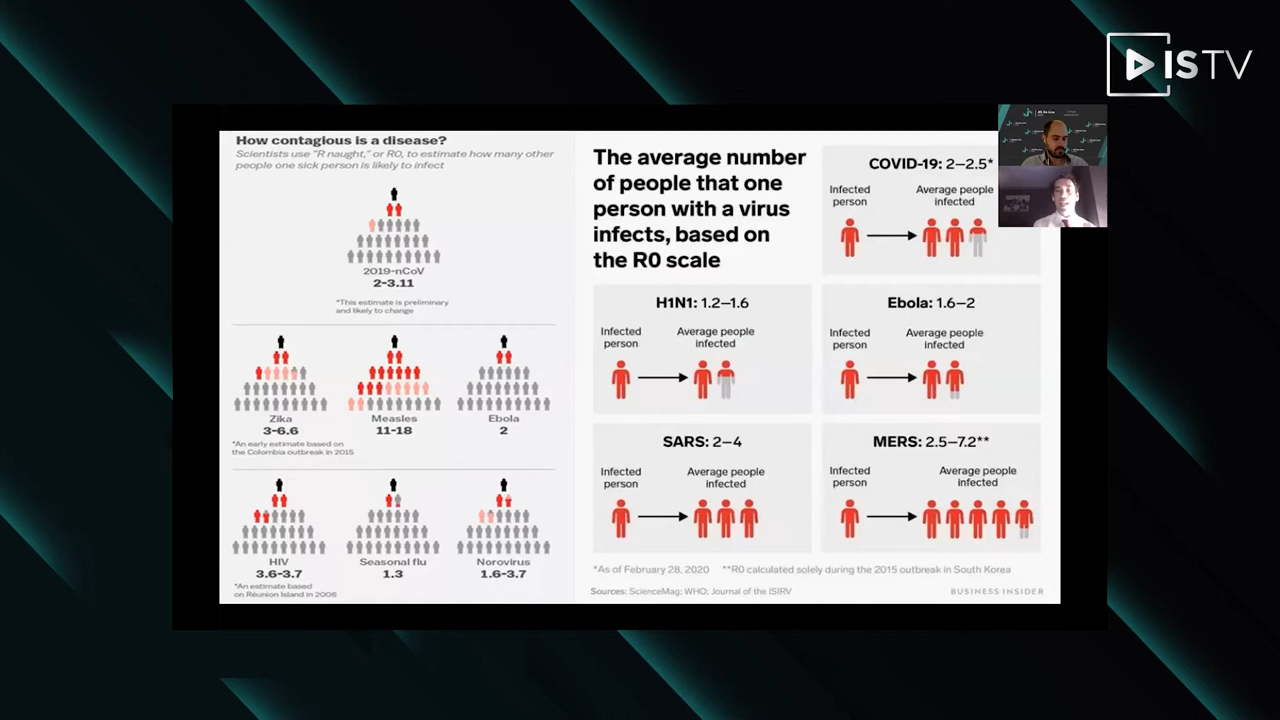 ISTV
How contagious is a disease?
Scientists use "R naught," or R0, to estimate how many other
people one sick person is likely to infect
2019-nCoV
2-3.11
*This estimate is preliminary
and likely to change
Zika
3-6.6
*An early estimate based on
the Colombia outbreak in 2015
Measles
11-18
Ebola
2
HIV
3.6-3.7
*An estimate based
on Réunion Island in 2006
Seasonal flu
1.3
Norovirus
1.6-3.7
The average number
of people that one
person with a virus
infects, based on
the R0 scale
COVID-19: 2–2.5*
Infected
person
Average people
infected
H1N1: 1.2–1.6
Infected
person
Average people
infected
Ebola: 1.6–2
Infected
person
Average people
infected
SARS: 2–4
Infected
person
Average people
infected
MERS: 2.5–7.2**
Infected
person
Average people
infected
*As of February 28, 2020 **R0 calculated solely during the 2015 outbreak in South Korea
Sources: ScienceMag; WHO; Journal of the ISIRV
BUSINESS INSIDER